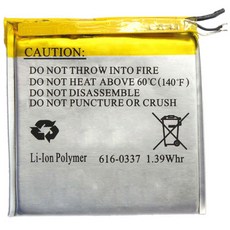 CAUTION:
DO NOT THROW INTO FIRE
DO NOT HEAT ABOVE 60℃(140℉)
DO NOT DISASSEMBLE
DO NOT PUNCTURE OR CRUSH
Li-Ion Polymer 616-0337 1.39Whr